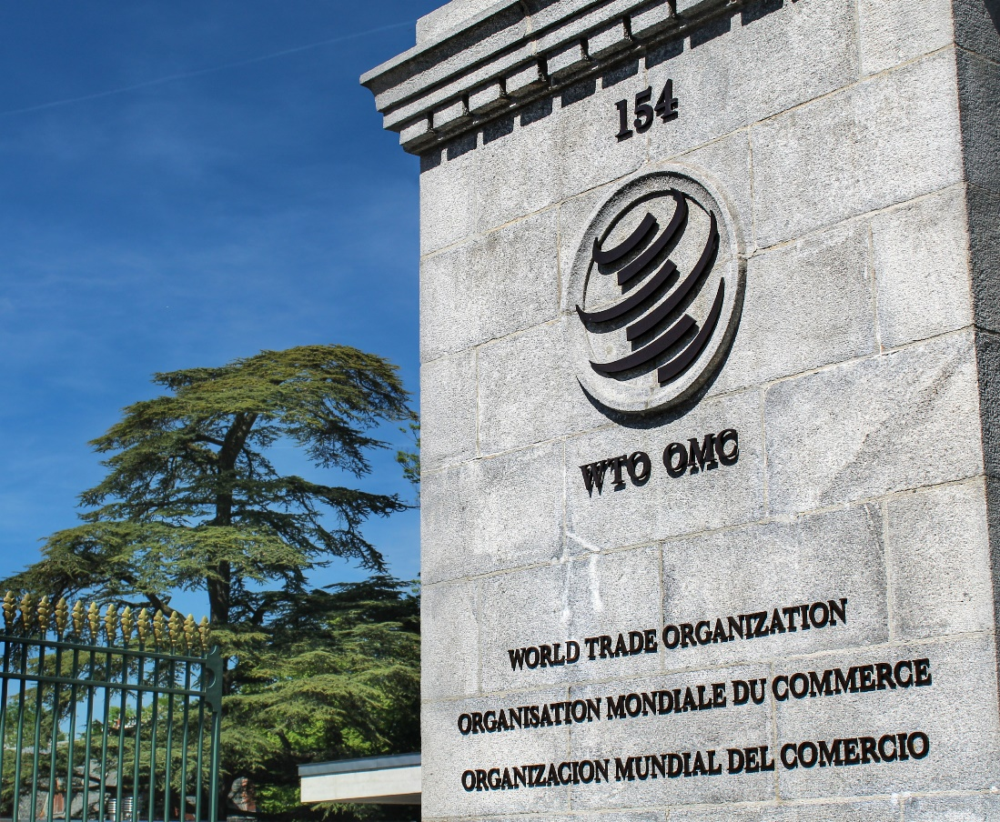 154
WTO OMC
WORLD TRADE ORGANIZATION
ORGANISATION MONDIALE DU COMMERCE
ORGANIZACION MUNDIAL DEL COMERCIO